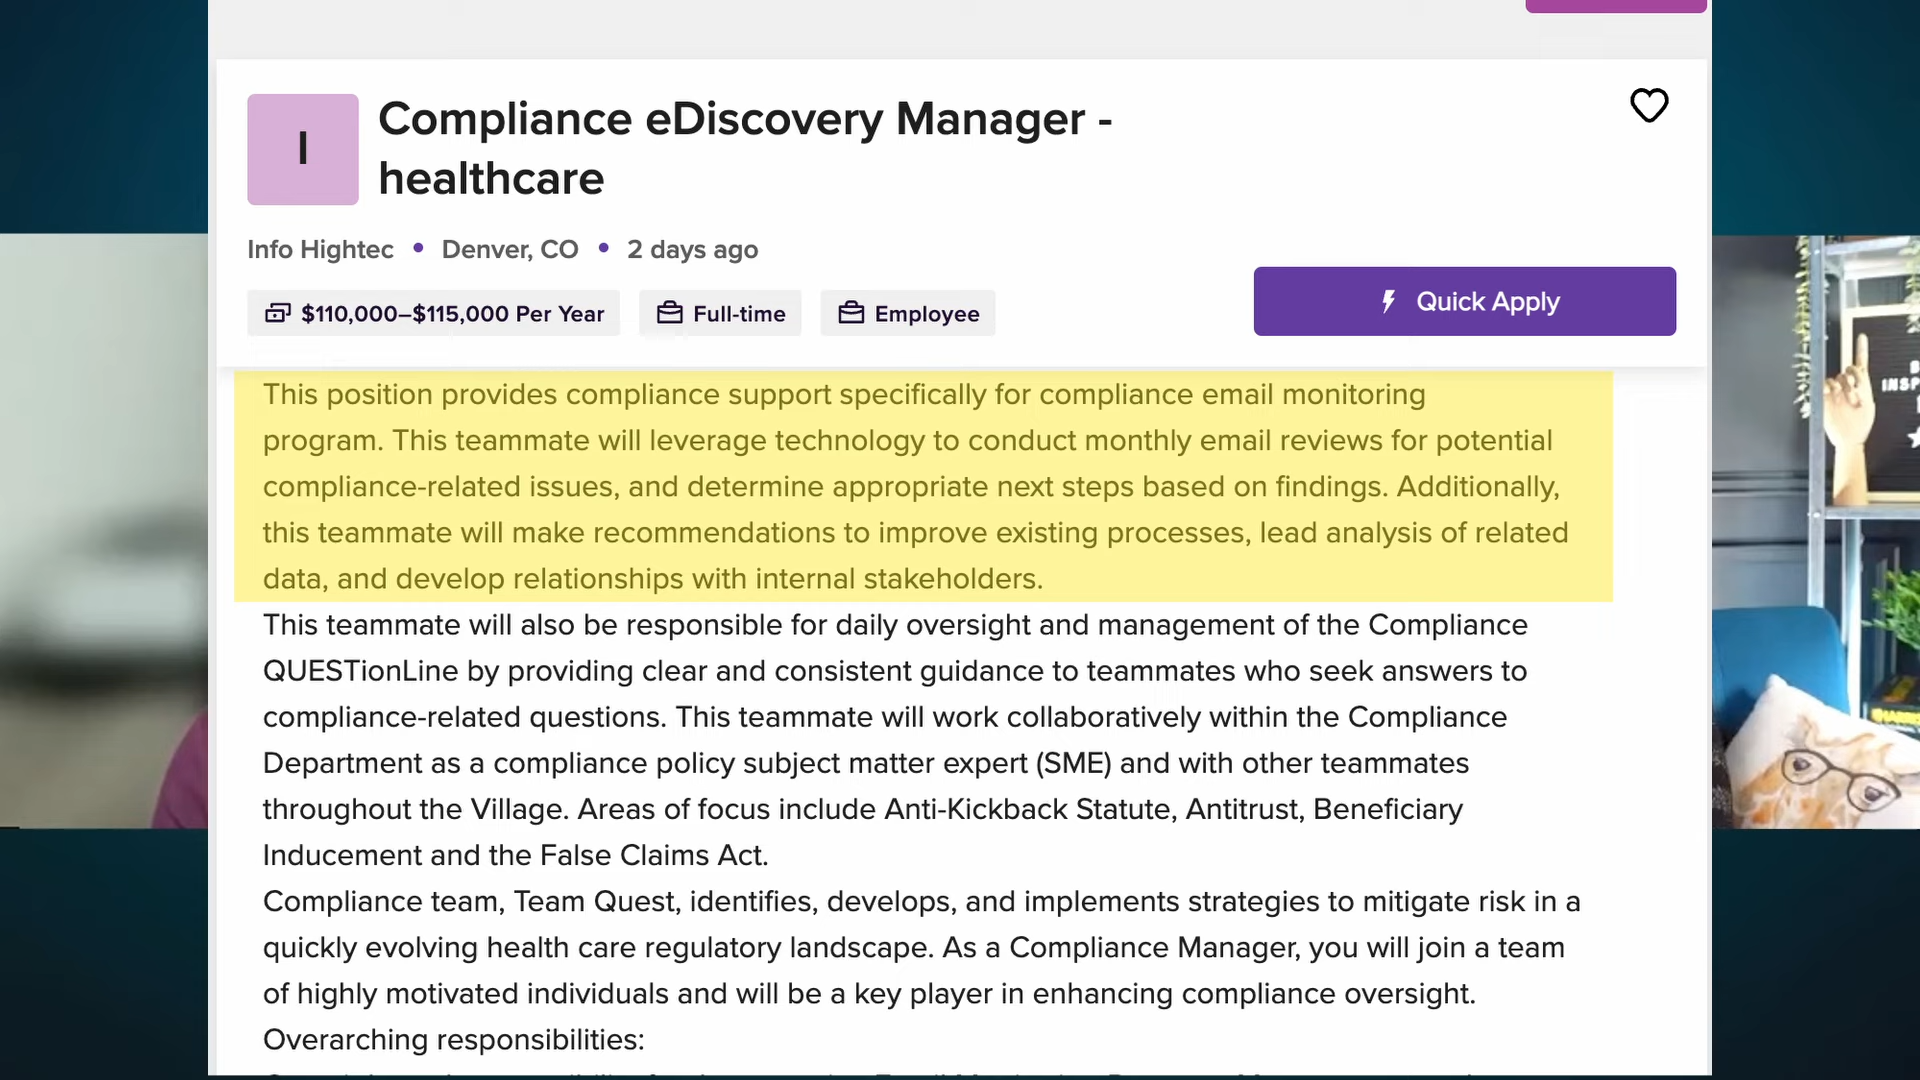 I
Compliance eDiscovery Manager -
healthcare
Info Hightec • Denver, CO • 2 days ago
$110,000–$115,000 Per Year
Full-time
Employee
Quick Apply
This position provides compliance support specifically for compliance email monitoring
program. This teammate will leverage technology to conduct monthly email reviews for potential
compliance-related issues, and determine appropriate next steps based on findings. Additionally,
this teammate will make recommendations to improve existing processes, lead analysis of related
data, and develop relationships with internal stakeholders.
This teammate will also be responsible for daily oversight and management of the Compliance
QUESTionLine by providing clear and consistent guidance to teammates who seek answers to
compliance-related questions. This teammate will work collaboratively within the Compliance
Department as a compliance policy subject matter expert (SME) and with other teammates
throughout the Village. Areas of focus include Anti-Kickback Statute, Antitrust, Beneficiary
Inducement and the False Claims Act.
Compliance team, Team Quest, identifies, develops, and implements strategies to mitigate risk in a
quickly evolving health care regulatory landscape. As a Compliance Manager, you will join a team
of highly motivated individuals and will be a key player in enhancing compliance oversight.
Overarching responsibilities: